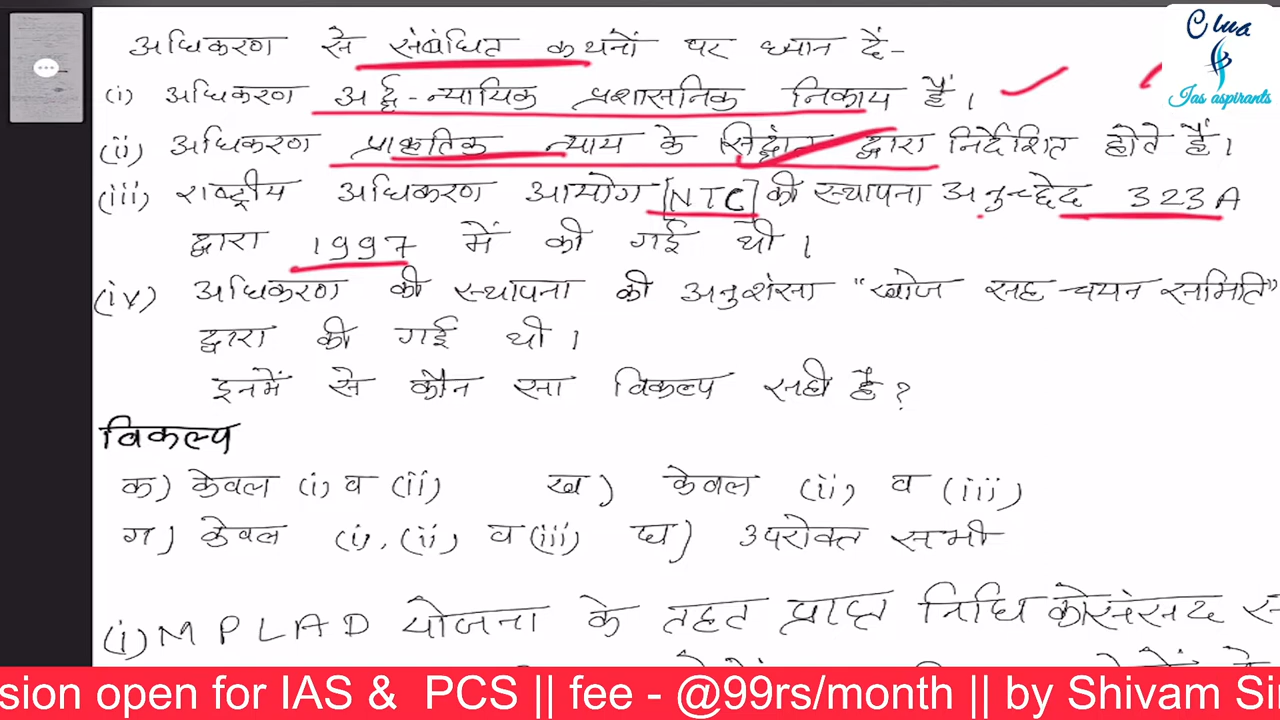 Clua
Ias aspirants
अधिकरण से संबंधित कथनों पर ध्यान दें-
(i) अधिकरण अर्द्ध-न्यायिक प्रशासनिक निकाय हैं।
(ii) अधिकरण प्राकृतिक न्याय के सिद्धांत द्वारा निर्देशित होते हैं।
(iii) राष्ट्रीय अधिकरण आयोग [NTC] की स्थापना अनुच्छेद 323A
द्वारा 1997 में की गई थी।
(iv) अधिकरण की स्थापना की अनुशंसा "खोज सह-चयन समिति"
द्वारा की गई थी।
इनमें से कौन सा विकल्प सही है?
विकल्प
क) केवल (i) व (ii) ख) केवल (ii) व (iii)
ग) केवल (i), (ii) व (iii) घ) उपरोक्त सभी
(i) MPLAD योजना के तहत प्राप्त निधि को संसद
sion open for IAS & PCS || fee - @99rs/month || by Shivam Si